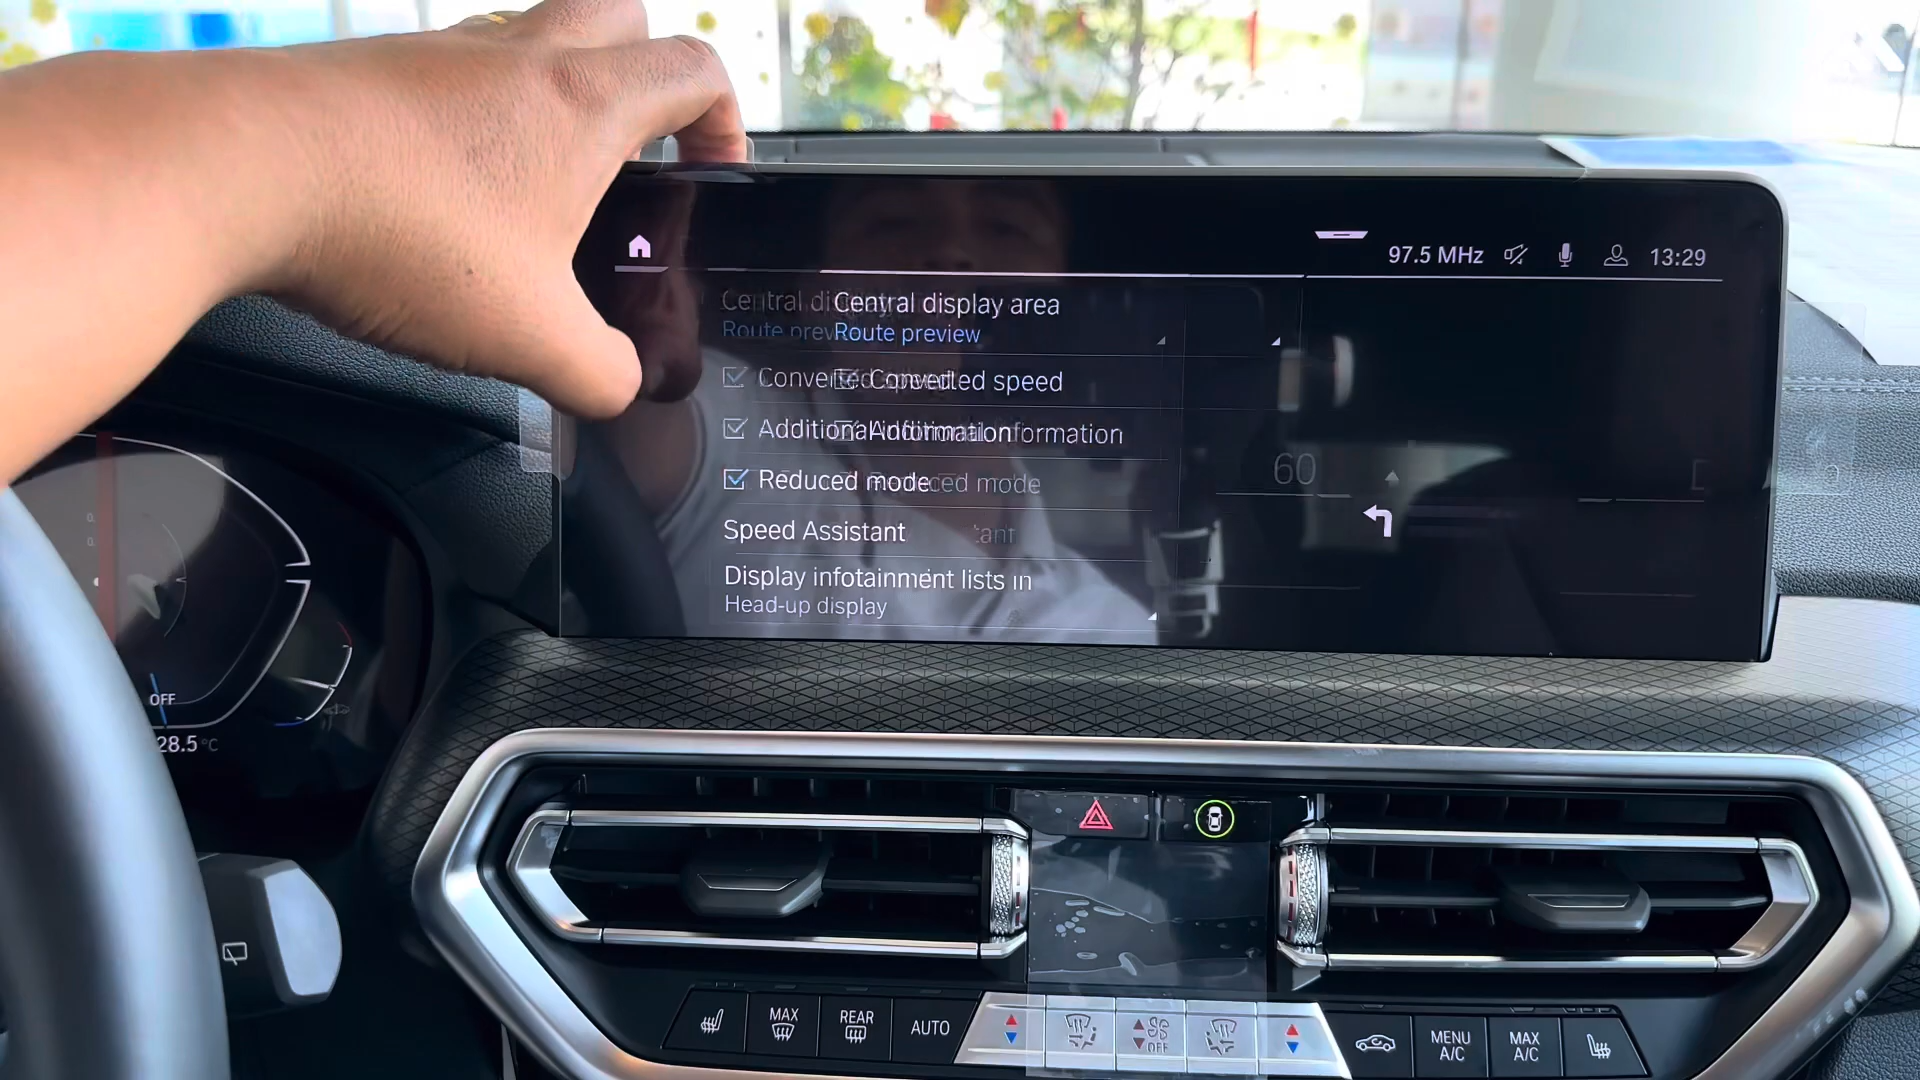 97.5 MHz 13:29
Central display area
Route preview
Converted speed
Additional information
Reduced mode
Speed Assistant
Display infotainment lists in
Head-up display
60
OFF
28.5°C
MAX
REAR
AUTO
OFF
MENU
A/C
MAX
A/C